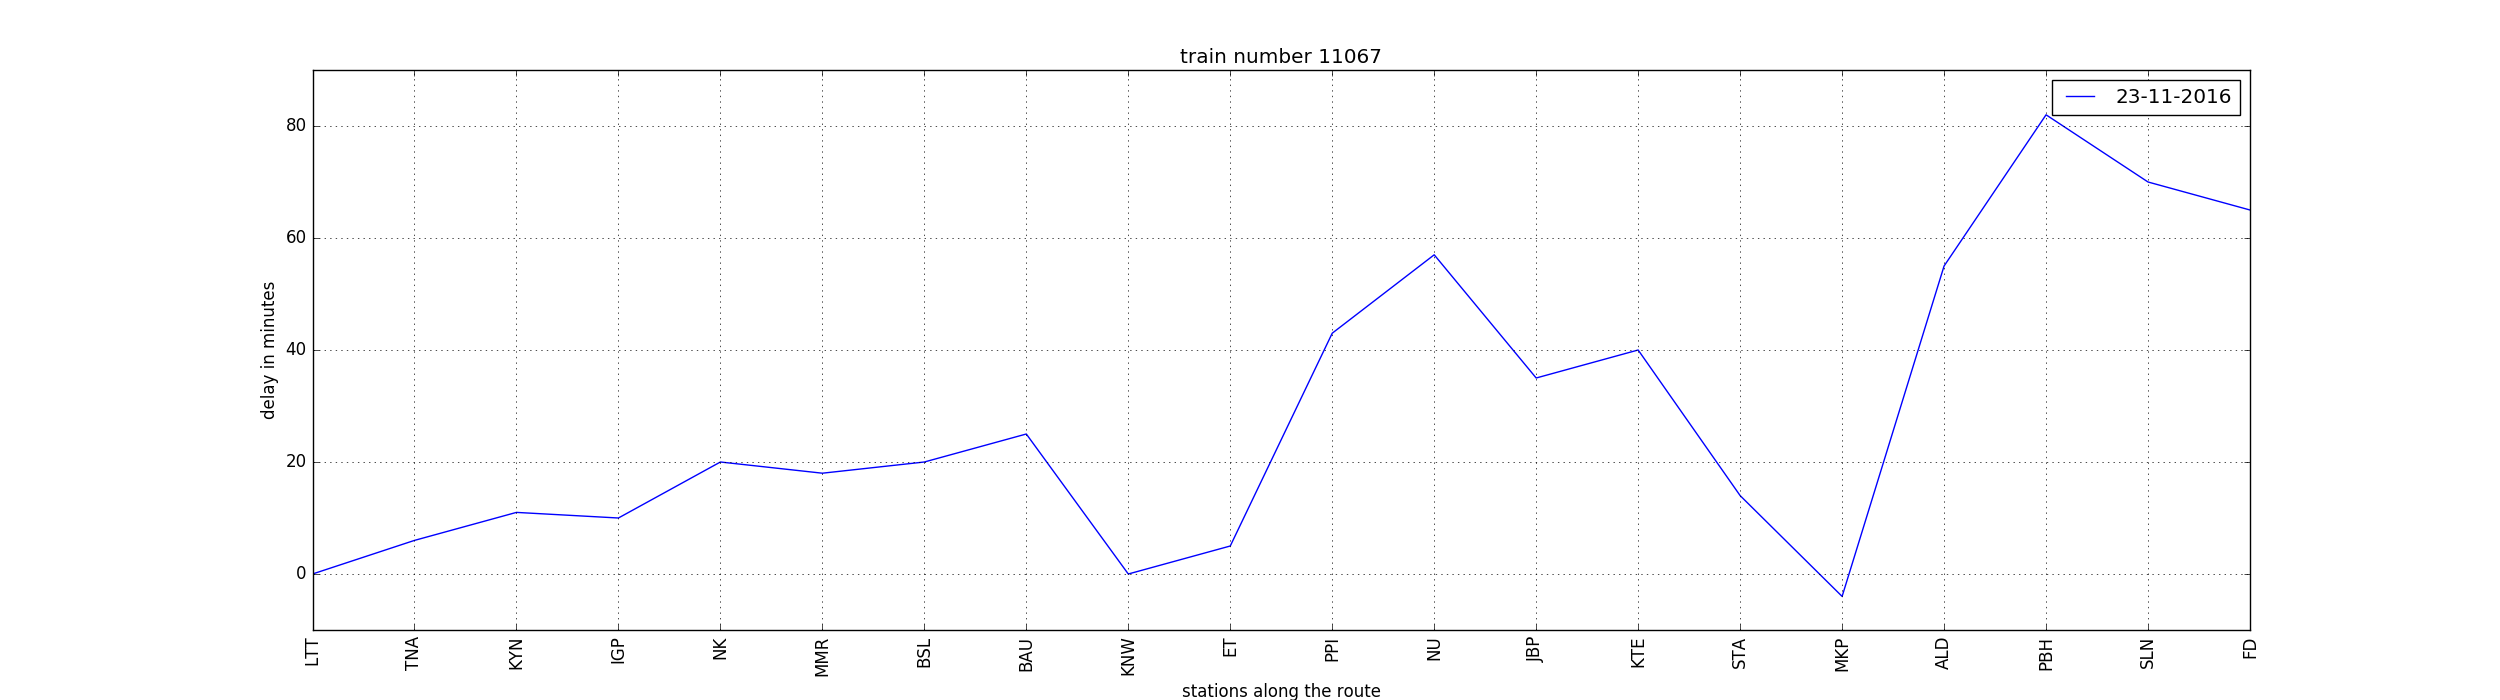 train number 11067
23-11-2016
80
60
40
20
0
delay in minutes
LTT TNA KYN IGP NK MMR BSL BAU KNW ET PPI NU JBP KTE STA MKP ALD PBH SLN FD
stations along the route